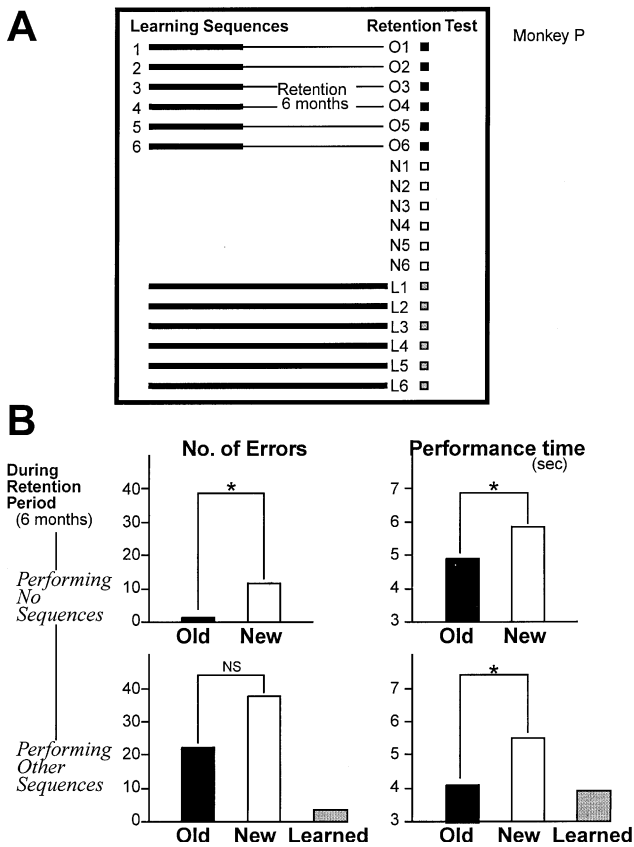 A
Learning Sequences Retention Test
Monkey P
1 O1
2 O2
3 Retention O3
4 6 months O4
5 O5
6 O6
N1
N2
N3
N4
N5
N6
L1
L2
L3
L4
L5
L6
B
No. of Errors
Performance time
(sec)
During
Retention
Period
(6 months)
Performing
No
Sequences
40
30
20
10
0
*
Old New
7
6
5
4
3
*
Old New
Performing
Other
Sequences
40
30
20
10
0
NS
Old New Learned
7
6
5
4
3
*
Old New Learned